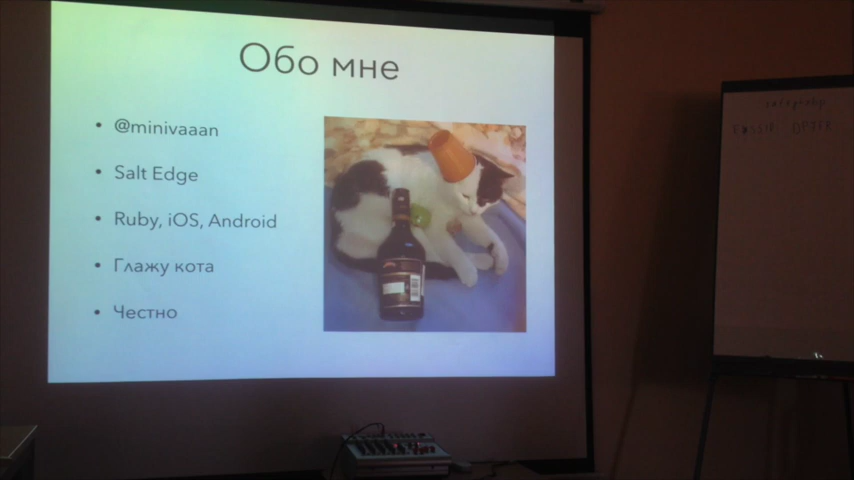 Обо мне
@minivaaan
Salt Edge
Ruby, iOS, Android
Глажу кота
Честно